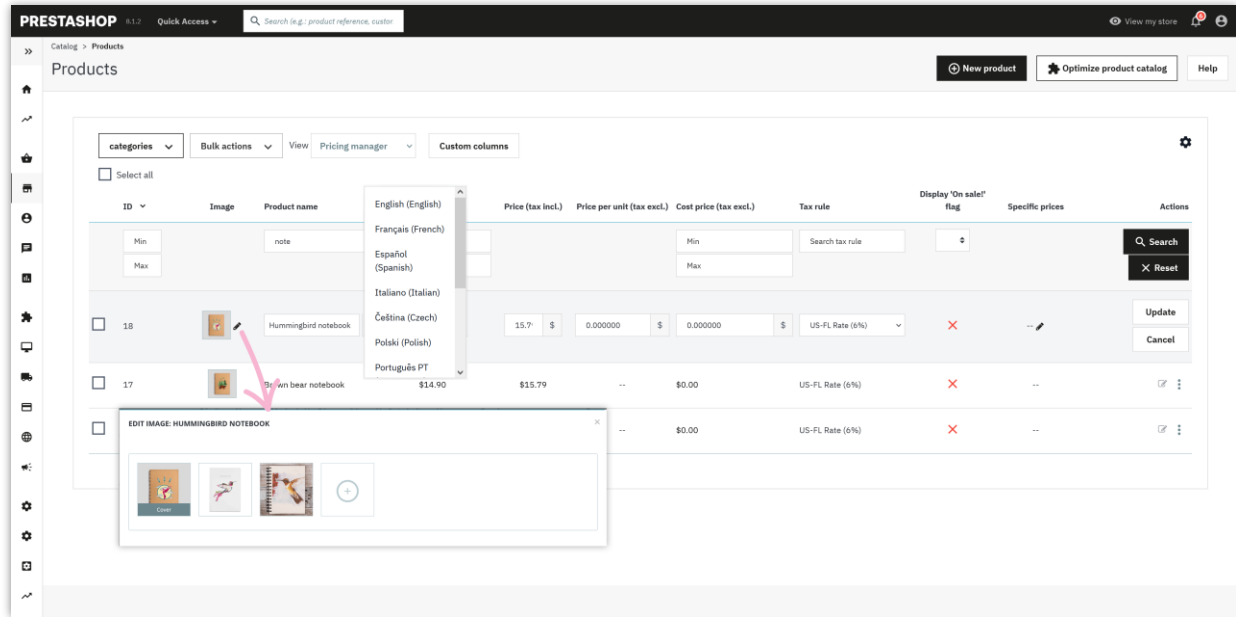 PRESTASHOP 8.1.2 Quick Access Search (e.g.: product reference, custor View my store
Catalog > Products
Products
New product Optimize product catalog Help
categories Bulk actions View Pricing manager Custom columns
Select all
ID Image Product name Price (tax incl.) Price per unit (tax excl.) Cost price (tax excl.) Tax rule Display 'On sale!' flag Specific prices Actions
English (English)
Français (French)
Español
(Spanish)
Italiano (Italian)
Čeština (Czech)
Polski (Polish)
Português PT
Min note Min Search tax rule Search
Max Max Reset
18 Hummingbird notebook 15.7 $ 0.000000 $ 0.000000 $ US-FL Rate (6%) -- Update
Cancel
17 Brown bear notebook $14.90 $15.79 -- $0.00 US-FL Rate (6%) --
-- $0.00 US-FL Rate (6%) --
EDIT IMAGE: HUMMINGBIRD NOTEBOOK ×
Cover